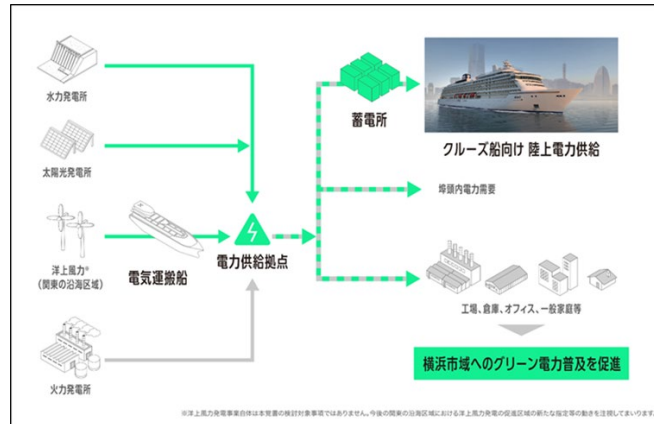 水力発電所
太陽光発電所
洋上風力※
（関東の沿海区域）
火力発電所
電気運搬船
電力供給拠点
蓄電所
クルーズ船向け 陸上電力供給
埠頭内電力需要
工場、倉庫、オフィス、一般家庭等
横浜市域へのグリーン電力普及を促進
※洋上風力発電事業自体は本覚書の検討対象事項ではありません。今後の関東の沿海区域における洋上風力発電の促進区域の新たな指定等の動きを注視してまいります。